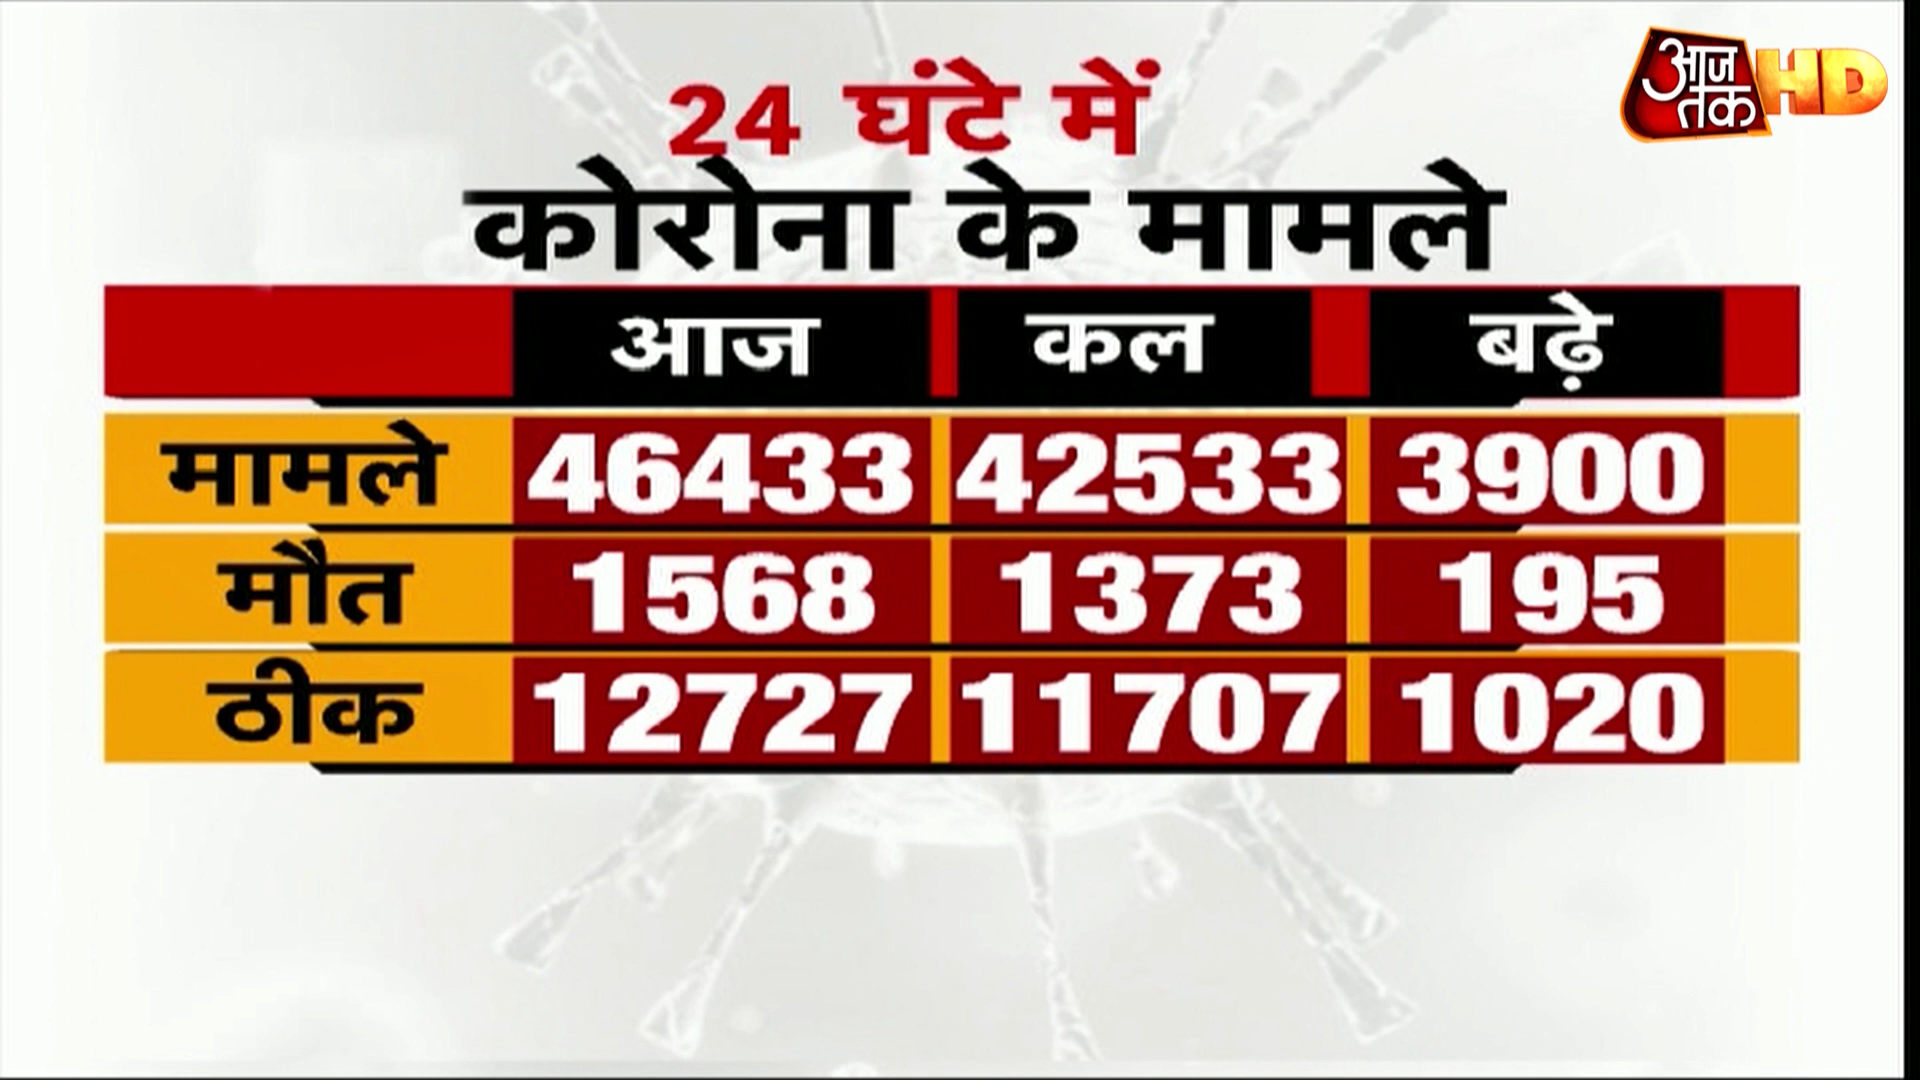 आज
तक HD
24 घंटे में
कोरोना के मामले
आज कल बढ़े
मामले 46433 42533 3900
मौत 1568 1373 195
ठीक 12727 11707 1020